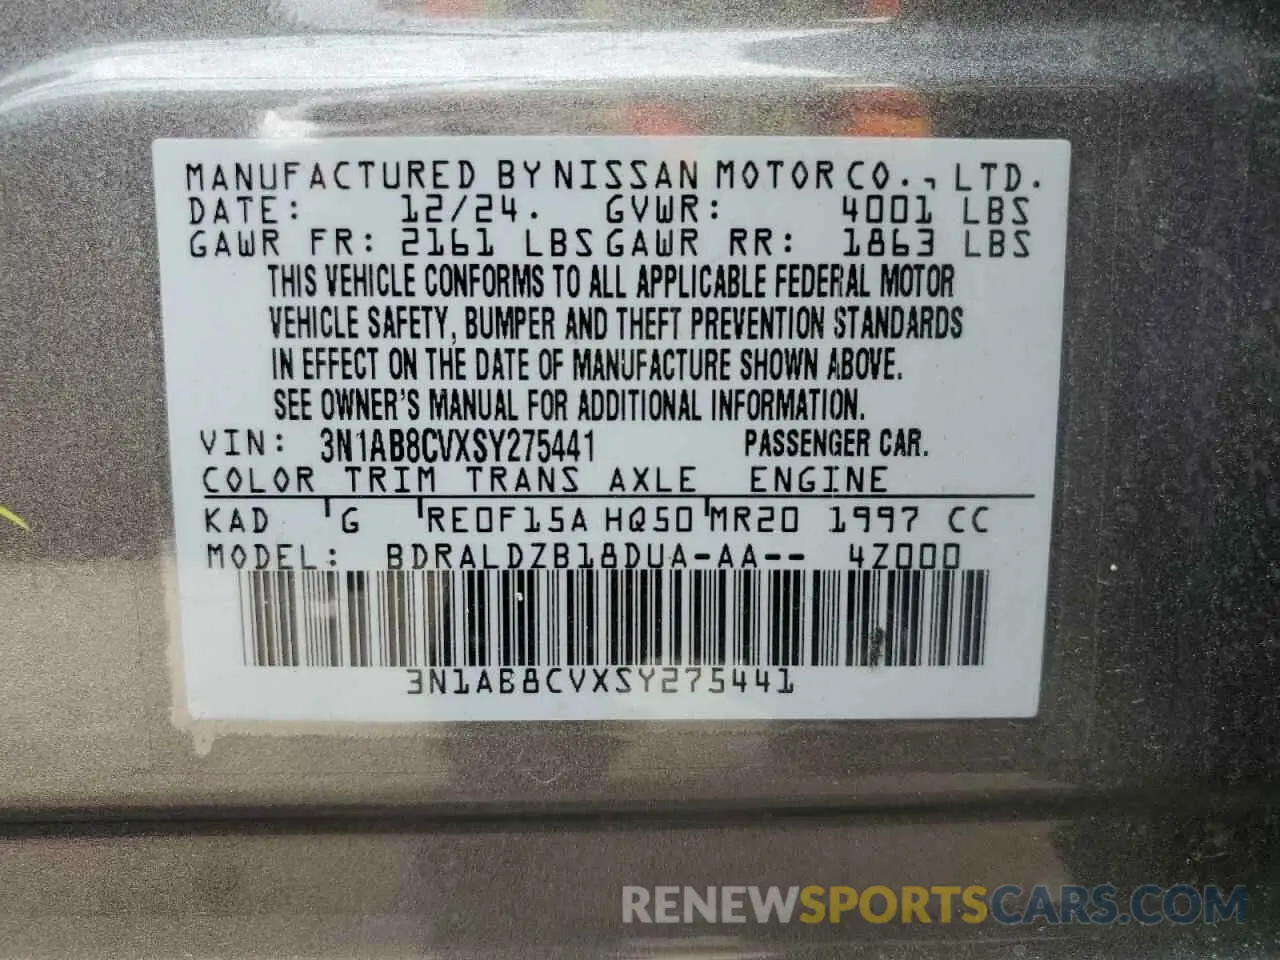 MANUFACTURED BY NISSAN MOTOR CO., LTD.
DATE: 12/24. GVWR: 4001 LBS
GAWR FR: 2161 LBS GAWR RR: 1863 LBS
THIS VEHICLE CONFORMS TO ALL APPLICABLE FEDERAL MOTOR
VEHICLE SAFETY, BUMPER AND THEFT PREVENTION STANDARDS
IN EFFECT ON THE DATE OF MANUFACTURE SHOWN ABOVE.
SEE OWNER'S MANUAL FOR ADDITIONAL INFORMATION.
VIN: 3N1AB8CVXSY275441 PASSENGER CAR.
COLOR TRIM TRANS AXLE ENGINE
KAD G RE0F15A HQ50 MR20 1997 CC
MODEL: BDRALDZB18DUA-AA-- 4Z000
3N1AB8CVXSY275441
RENEWSPORTSCARS.COM